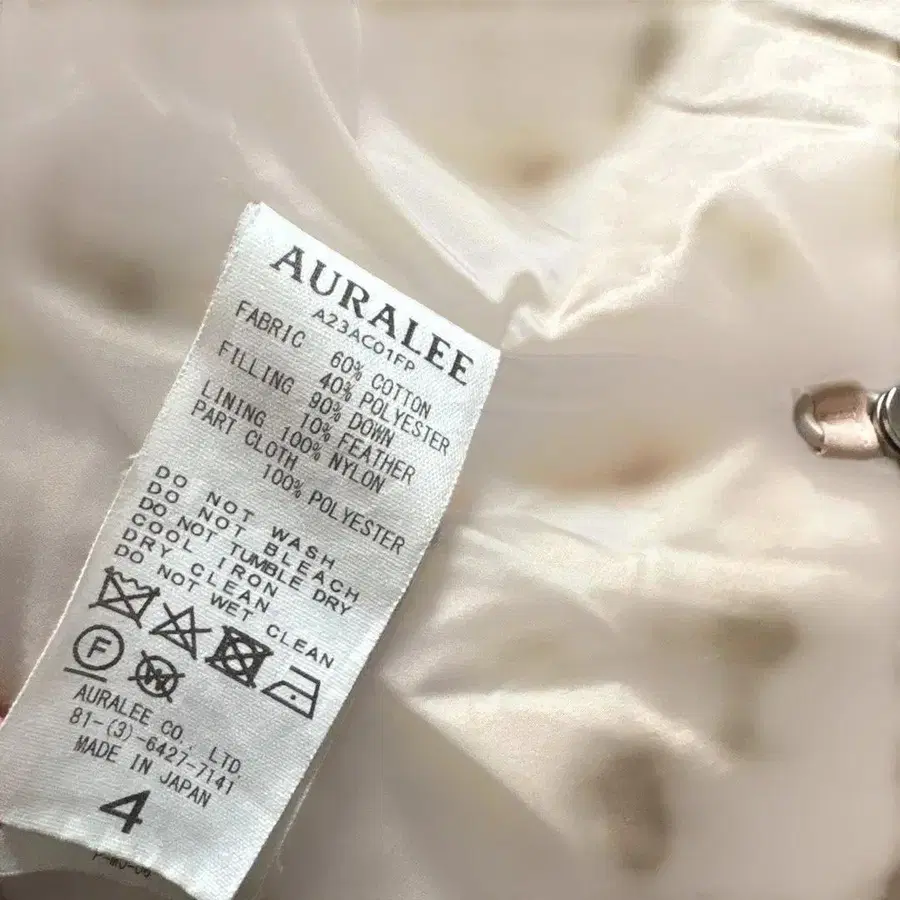 AURALEE
A23AC01FP
FABRIC 60% COTTON
40% POLYESTER
FILLING 90% DOWN
10% FEATHER
LINING 100% NYLON
PART CLOTH
100% POLYESTER
DO NOT WASH
DO NOT BLEACH
DO NOT TUMBLE DRY
COOL IRON
DRY CLEAN
DO NOT WET CLEAN
F
W
AURALEE CO., LTD.
81-(3)-6427-7141
MADE IN JAPAN
4